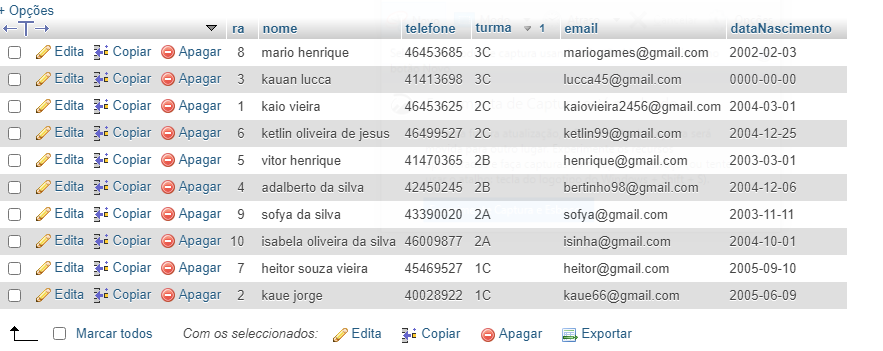 + Opções
ra nome telefone turma 1 email dataNascimento
Edita Copiar Apagar 8 mario henrique 46453685 3C mariogames@gmail.com 2002-02-03
Edita Copiar Apagar 3 kauan lucca 41413698 3C lucca45@gmail.com 0000-00-00
Edita Copiar Apagar 1 kaio vieira 46453625 2C kaiovieira2456@gmail.com 2004-03-01
Edita Copiar Apagar 6 ketlin oliveira de jesus 46499527 2C ketlin99@gmail.com 2004-12-25
Edita Copiar Apagar 5 vitor henrique 41470365 2B henrique@gmail.com 2003-03-01
Edita Copiar Apagar 4 adalberto da silva 42450245 2B bertinho98@gmail.com 2004-12-06
Edita Copiar Apagar 9 sofya da silva 43390020 2A sofya@gmail.com 2003-11-11
Edita Copiar Apagar 10 isabela oliveira da silva 46009877 2A isinha@gmail.com 2004-10-01
Edita Copiar Apagar 7 heitor souza vieira 45469527 1C heitor@gmail.com 2005-09-10
Edita Copiar Apagar 2 kaue jorge 40028922 1C kaue66@gmail.com 2005-06-09
Marcar todos Com os seleccionados: Edita Copiar Apagar Exportar